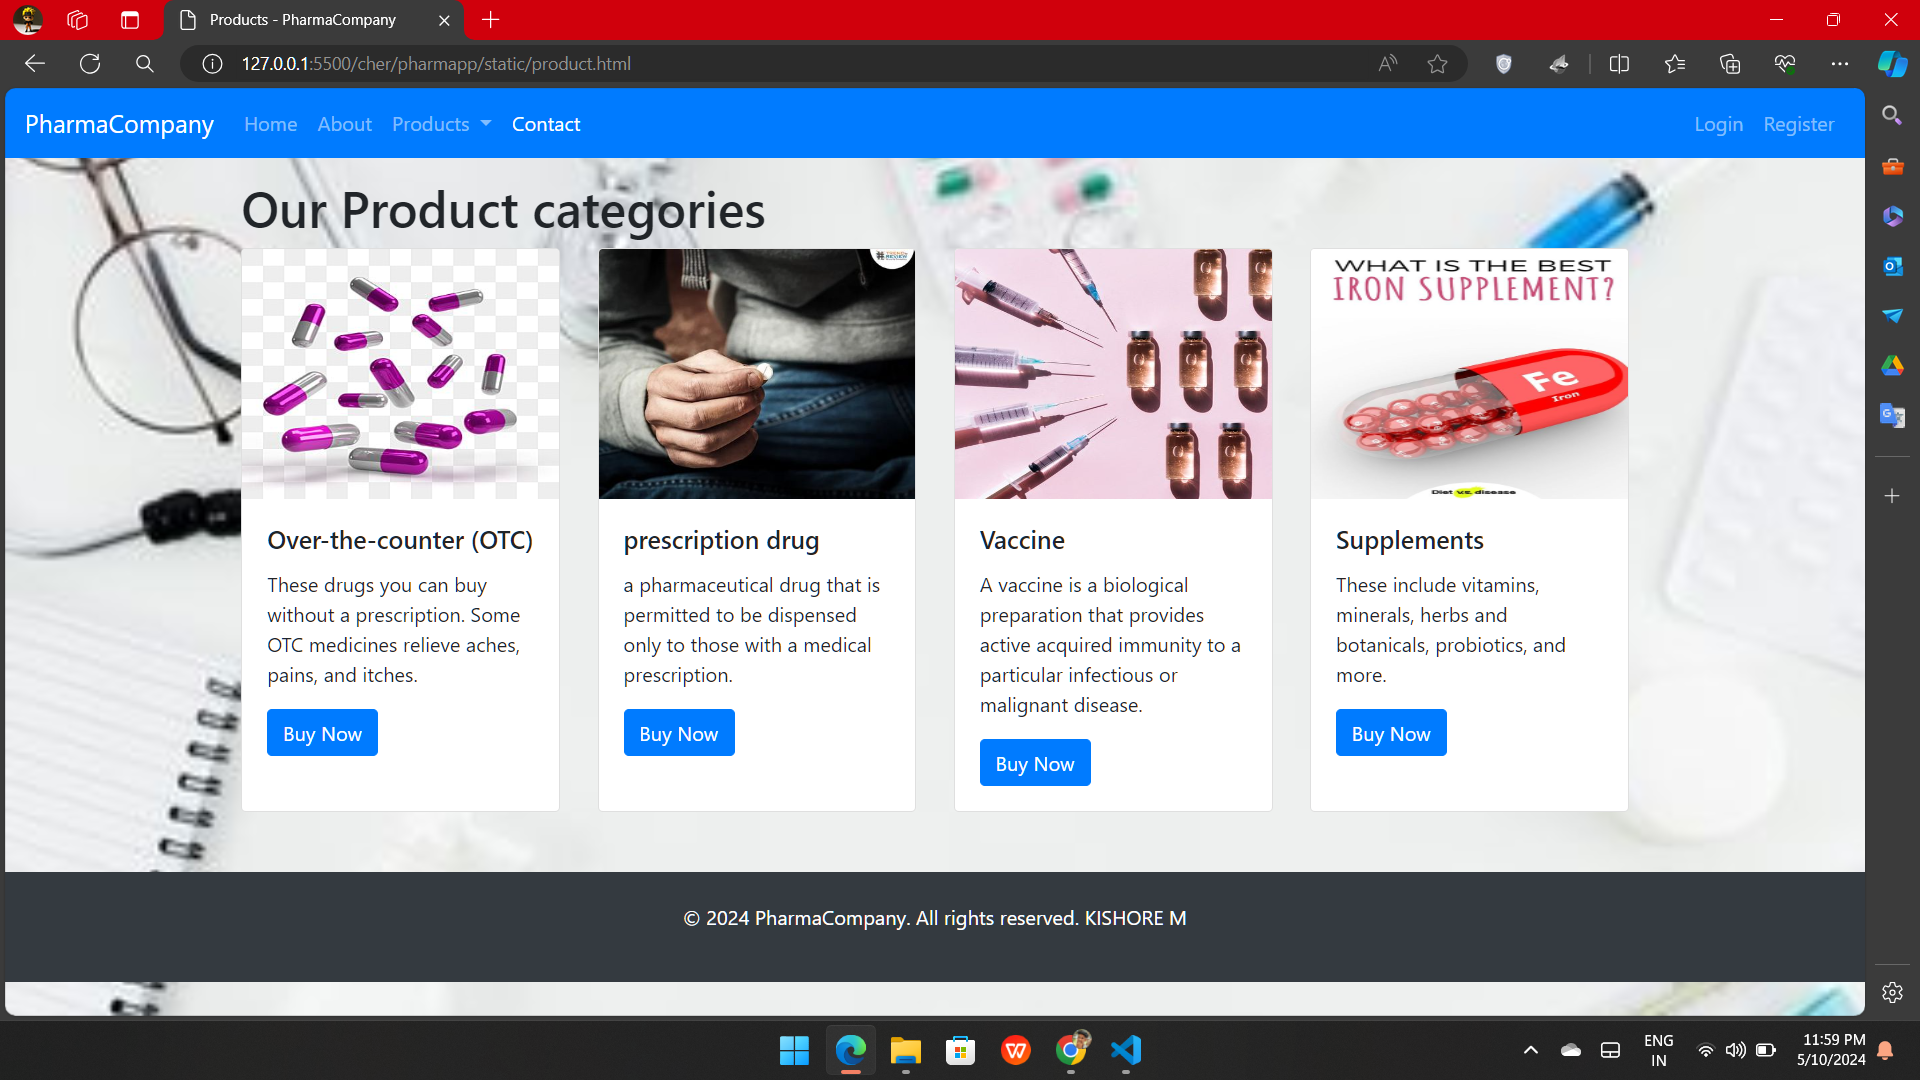 Products - PharmaCompany
127.0.0.1:5500/cher/pharmapp/static/product.html
PharmaCompany Home About Products Contact Login Register
Our Product categories
WHAT IS THE BEST
IRON SUPPLEMENT?
Fe
Iron
Diet vs. disease
Over-the-counter (OTC)
These drugs you can buy
without a prescription. Some
OTC medicines relieve aches,
pains, and itches.
Buy Now
prescription drug
a pharmaceutical drug that is
permitted to be dispensed
only to those with a medical
prescription.
Buy Now
Vaccine
A vaccine is a biological
preparation that provides
active acquired immunity to a
particular infectious or
malignant disease.
Buy Now
Supplements
These include vitamins,
minerals, herbs and
botanicals, probiotics, and
more.
Buy Now
© 2024 PharmaCompany. All rights reserved. KISHORE M
ENG
IN
11:59 PM
5/10/2024